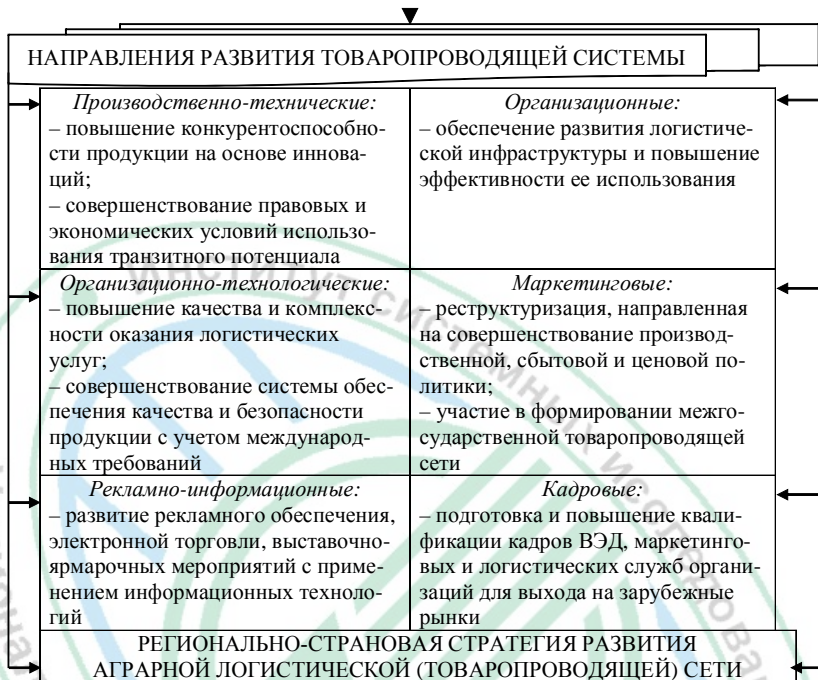 НАПРАВЛЕНИЯ РАЗВИТИЯ ТОВАРОПРОВОДЯЩЕЙ СИСТЕМЫ
Производственно-технические:
– повышение конкурентоспособно-
сти продукции на основе иннова-
ций;
– совершенствование правовых и
экономических условий использо-
вания транзитного потенциала
Организационные:
– обеспечение развития логистиче-
ской инфраструктуры и повышение
эффективности ее использования
Организационно-технологические:
– повышение качества и комплекс-
ности оказания логистических
услуг;
– совершенствование системы обес-
печения качества и безопасности
продукции с учетом международ-
ных требований
Маркетинговые:
– реструктуризация, направленная
на совершенствование производ-
ственной, сбытовой и ценовой по-
литики;
– участие в формировании межго-
сударственной товаропроводящей
сети
Рекламно-информационные:
– развитие рекламного обеспечения,
электронной торговли, выставочно-
ярмарочных мероприятий с приме-
нением информационных техноло-
гий
Кадровые:
– подготовка и повышение квали-
фикации кадров ВЭД, маркетинго-
вых и логистических служб органи-
заций для выхода на зарубежные
рынки
РЕГИОНАЛЬНО-СТРАНОВАЯ СТРАТЕГИЯ РАЗВИТИЯ
АГРАРНОЙ ЛОГИСТИЧЕСКОЙ (ТОВАРОПРОВОДЯЩЕЙ) СЕТИ
Институт системных исследова